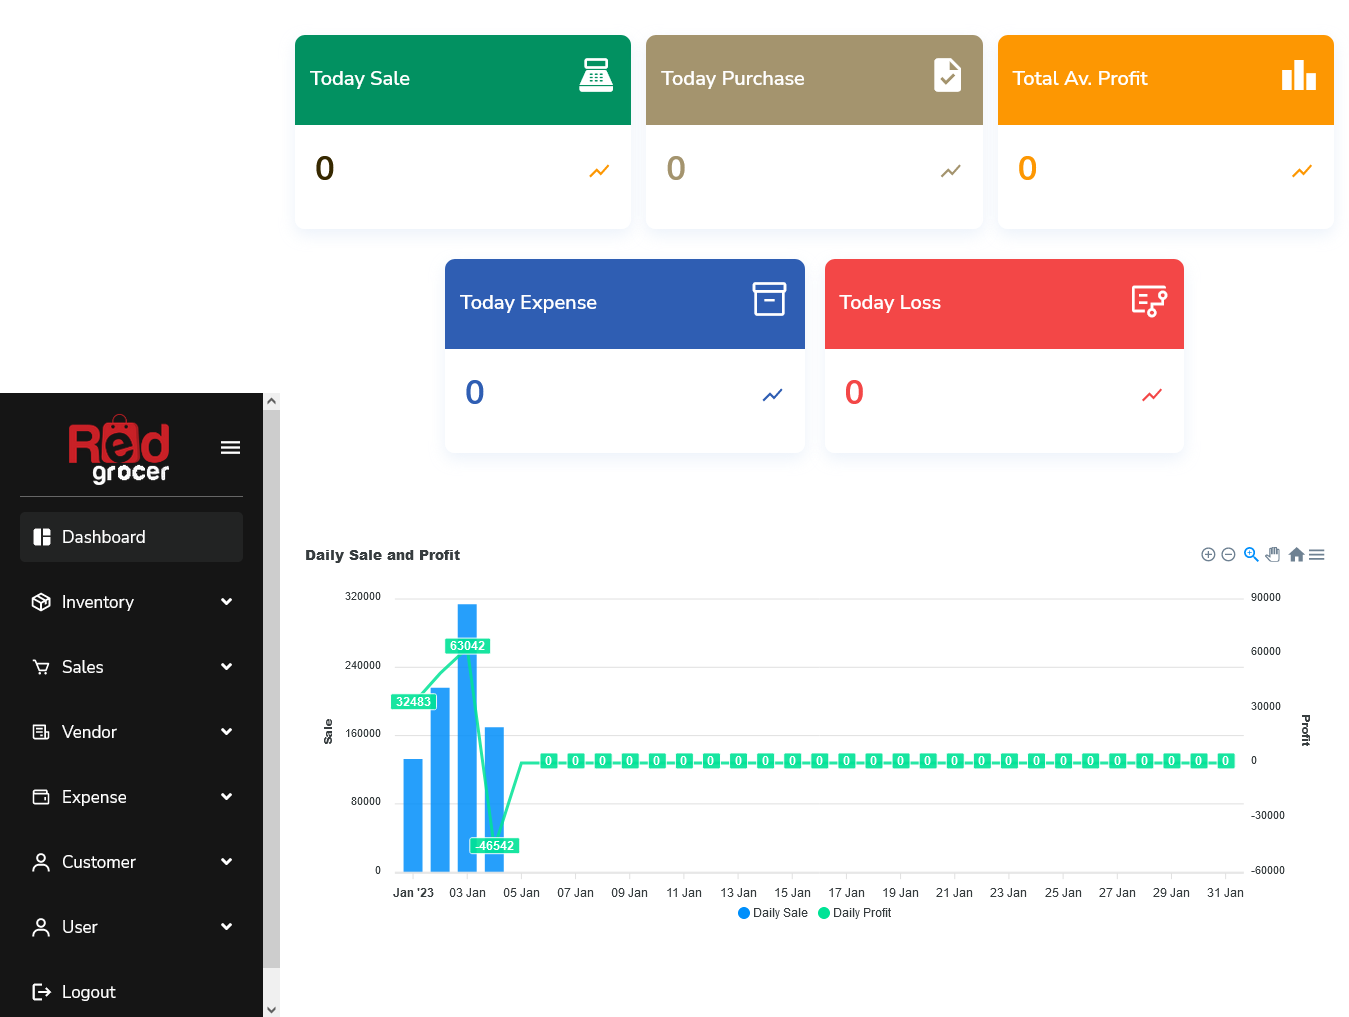 Today Sale
0
Today Purchase
0
Total Av. Profit
0
Today Expense
0
Today Loss
0
Red
grocer
Dashboard
Inventory
Sales
Vendor
Expense
Customer
User
Logout
Daily Sale and Profit
320000
240000
160000
80000
0
Sale
90000
60000
30000
0
-30000
-60000
Profit
32483
63042
-46542
0 0 0 0 0 0 0 0 0 0 0 0 0 0 0 0 0 0 0 0 0 0 0 0 0 0
Jan '23 03 Jan 05 Jan 07 Jan 09 Jan 11 Jan 13 Jan 15 Jan 17 Jan 19 Jan 21 Jan 23 Jan 25 Jan 27 Jan 29 Jan 31 Jan
Daily Sale Daily Profit